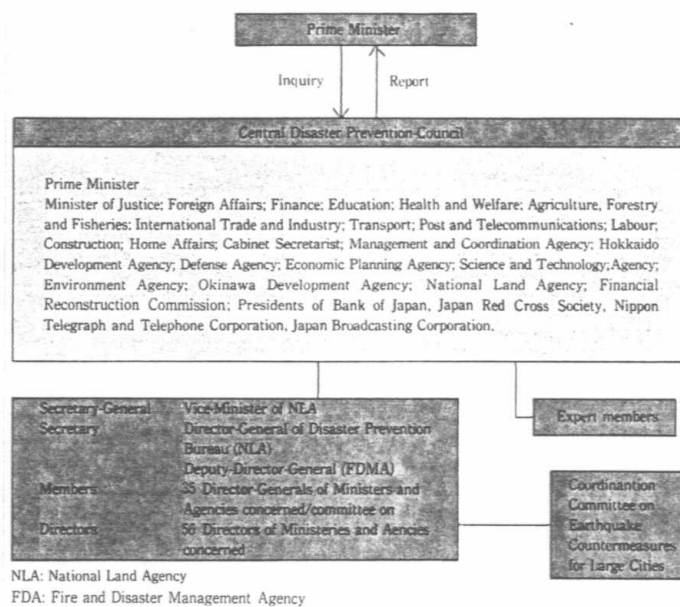 Prime Minister
Inquiry
Report
Central Disaster Prevention-Council
Prime Minister
Minister of Justice; Foreign Affairs; Finance; Education; Health and Welfare; Agriculture, Forestry
and Fisheries; International Trade and Industry; Transport; Post and Telecommunications; Labour;
Construction; Home Affairs; Cabinet Secretarist; Management and Coordination Agency; Hokkaido
Development Agency; Defense Agency; Economic Planning Agency; Science and Technology;Agency;
Environment Agency; Okinawa Development Agency; National Land Agency; Financial
Reconstruction Commission; Presidents of Bank of Japan, Japan Red Cross Society, Nippon
Telegraph and Telephone Corporation, Japan Broadcasting Corporation.
Secretary-General Vice-Minister of NLA
Secretary Director-General of Disaster Prevention
Bureau (NLA)
Deputy-Director-General (FDMA)
Members 35 Director-Generals of Ministers and
Agencies concerned/committee on
Directors 56 Directors of Ministeries and Aencies
concerned
Expert members
Coordinantion
Committee on
Earthquake
Countermeasures
for Large Cities
NLA: National Land Agency
FDA: Fire and Disaster Management Agency